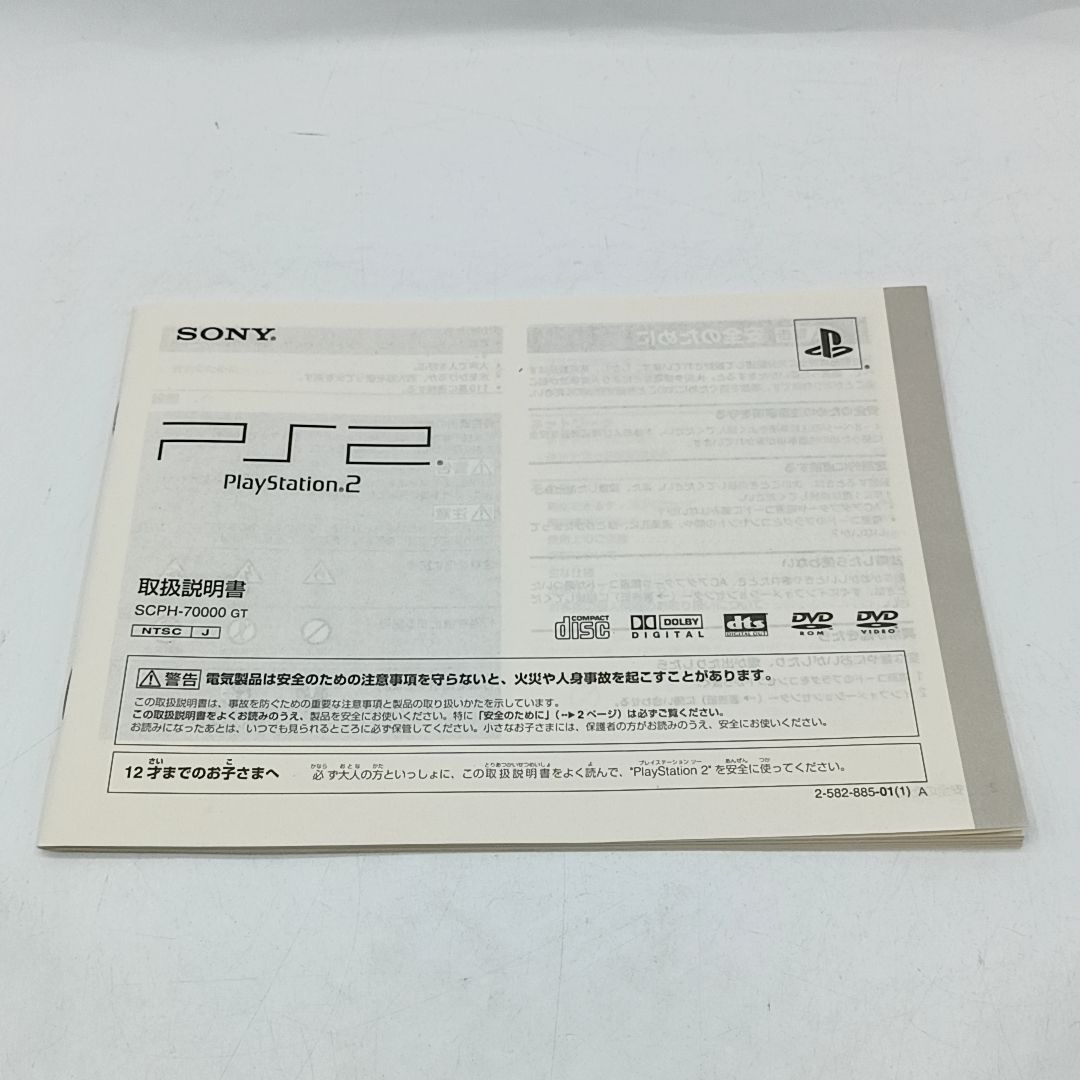 SONY®
PS2®
PlayStation®2
取扱説明書
SCPH-70000 GT
NTSC J
COMPACT disc
DOLBY DIGITAL
dts DIGITAL OUT
DVD ROM
DVD VIDEO
警告 電気製品は安全のための注意事項を守らないと、火災や人身事故を起こすことがあります。
この取扱説明書は、事故を防ぐための重要な注意事項と製品の取り扱いかたを示しています。
この取扱説明書をよくお読みのうえ、製品を安全にお使いください。特に「安全のために」(➔2ページ)は必ずご覧ください。
お読みになったあとは、いつでも見られるところに必ず保管してください。小さなお子さまには、保護者の方がお読みのうえ、安全にお使いください。
12才までのお子さまへ 必ず大人の方といっしょに、この取扱説明書をよく読んで、"PlayStation 2"を安全に使ってください。
2-582-885-01(1) A